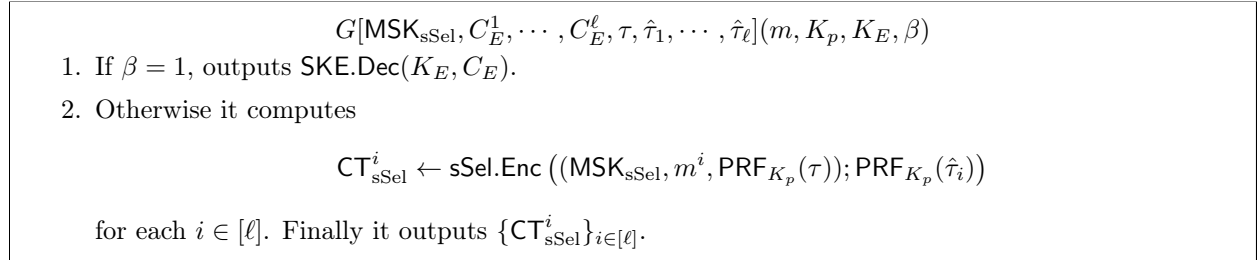 G[MSK_sSel, C_E^1, ⋯ , C_E^ℓ, τ, τ̂_1, ⋯ , τ̂_ℓ](m, K_p, K_E, β)
1. If β = 1, outputs SKE.Dec(K_E, C_E).
2. Otherwise it computes
CT_sSel^i ← sSel.Enc ((MSK_sSel, m^i, PRF_{K_p}(τ)); PRF_{K_p}(τ̂_i))
for each i ∈ [ℓ]. Finally it outputs {CT_sSel^i}_{i∈[ℓ]}.